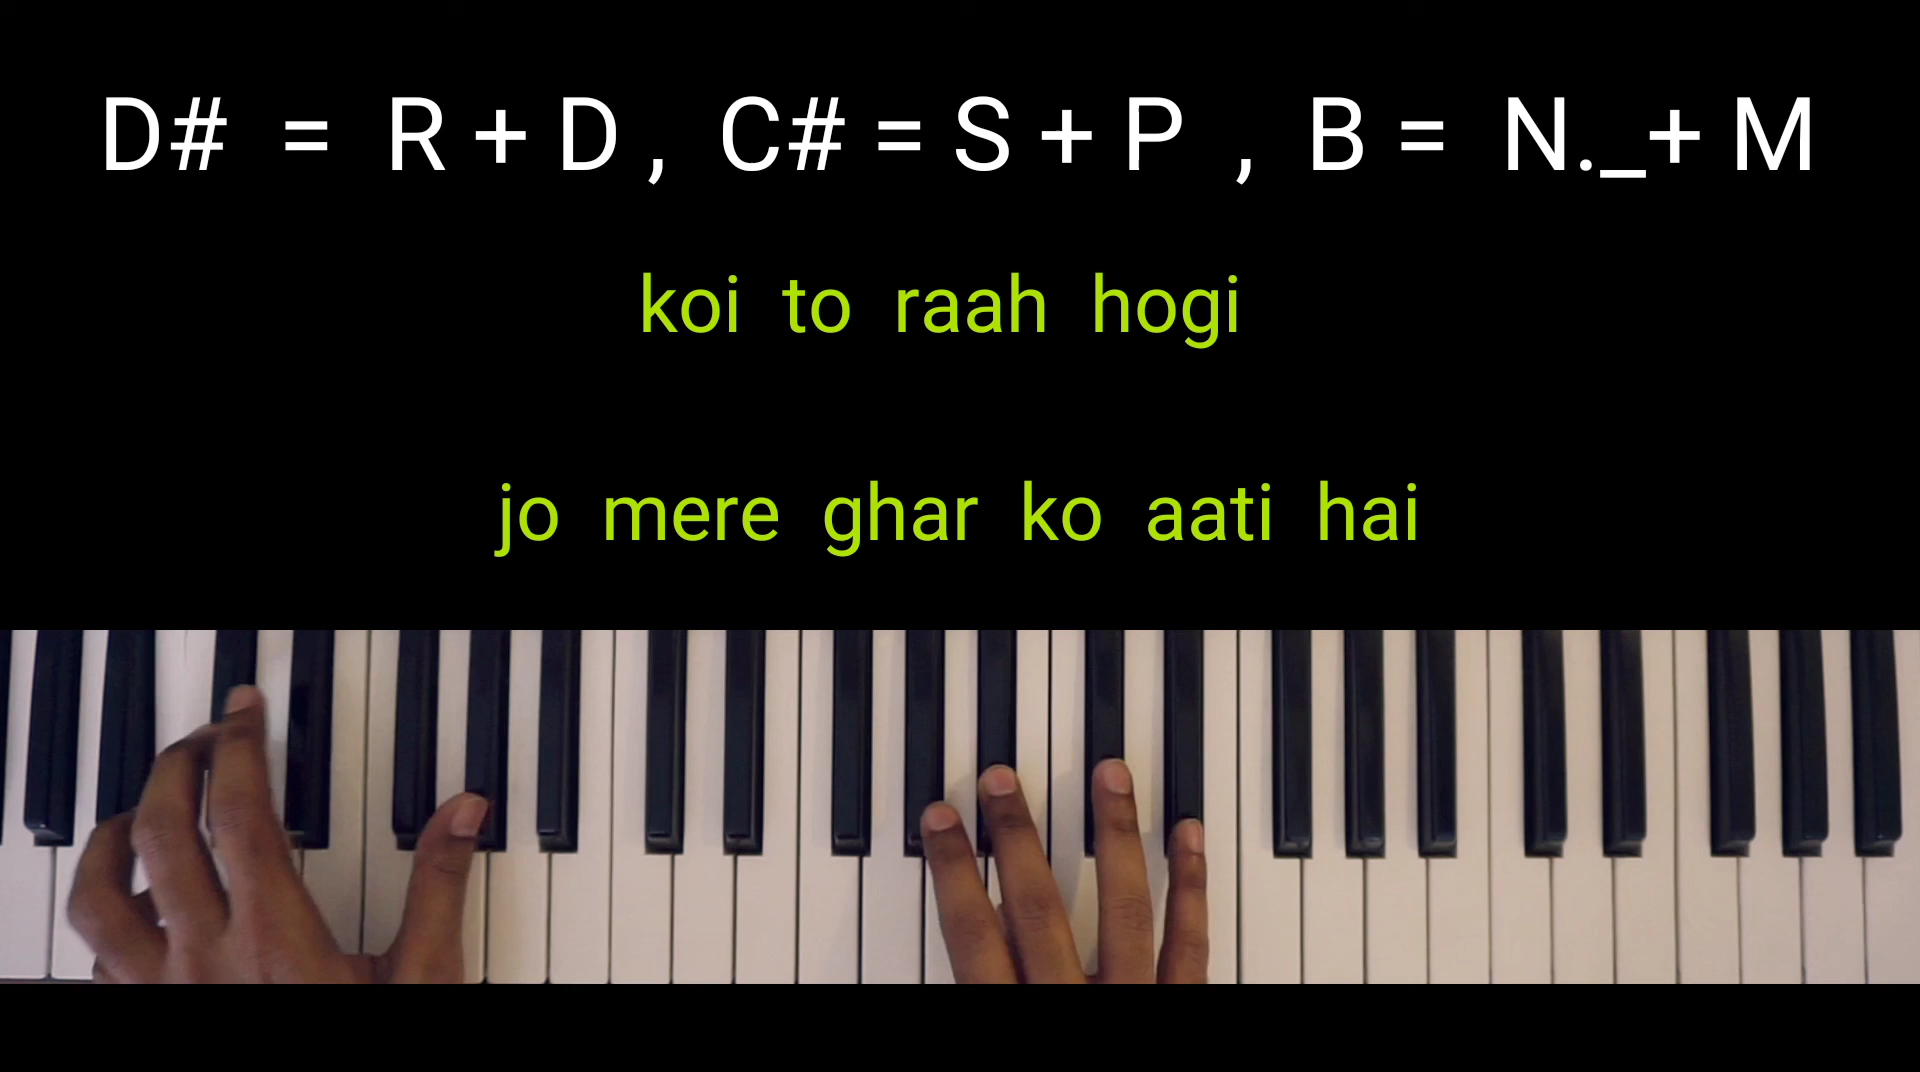 D# = R + D , C# = S + P , B = N._+ M
koi to raah hogi
jo mere ghar ko aati hai